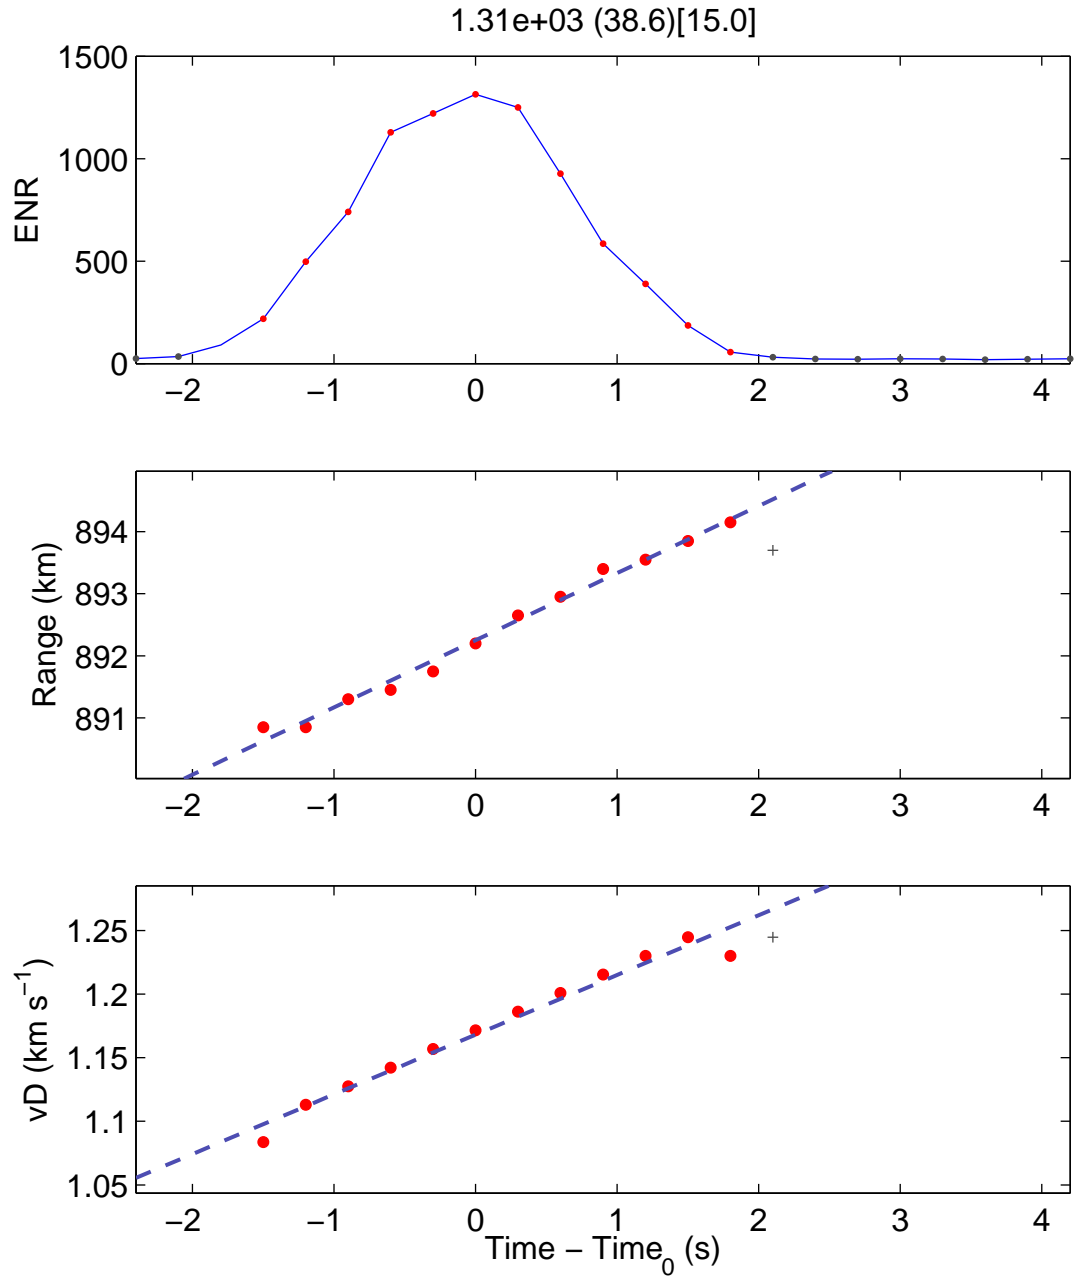 1.31e+03 (38.6)[15.0]
1500
1000
500
0
ENR
−2 −1 0 1 2 3 4
894
893
892
891
Range (km)
−2 −1 0 1 2 3 4
1.25
1.2
1.15
1.1
1.05
vD (km s⁻¹)
−2 −1 0 1 2 3 4
Time − Time₀ (s)